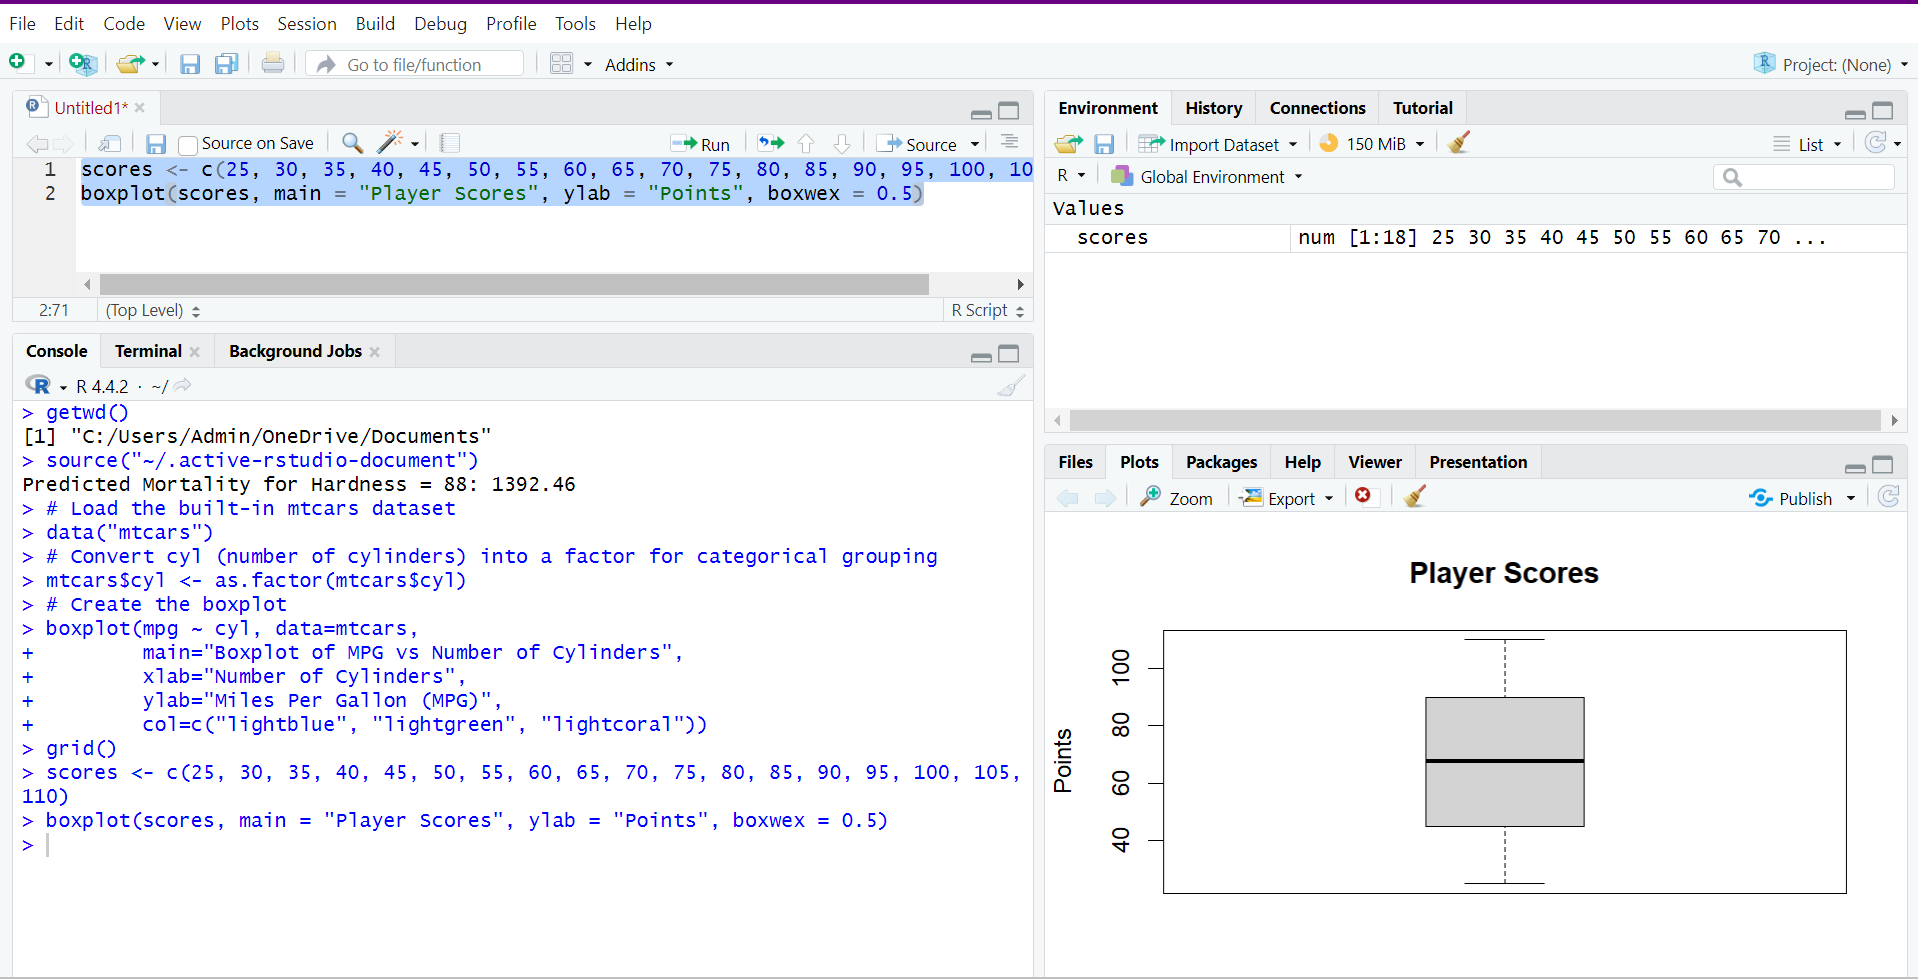 File Edit Code View Plots Session Build Debug Profile Tools Help
Go to file/function Addins Project: (None)
Untitled1*
Source on Save Run Source
1 scores <- c(25, 30, 35, 40, 45, 50, 55, 60, 65, 70, 75, 80, 85, 90, 95, 100, 10
2 boxplot(scores, main = "Player Scores", ylab = "Points", boxwex = 0.5)
2:71 (Top Level) R Script
Console Terminal Background Jobs
R 4.4.2 · ~/
> getwd()
[1] "C:/Users/Admin/OneDrive/Documents"
> source("~/.active-rstudio-document")
Predicted Mortality for Hardness = 88: 1392.46
> # Load the built-in mtcars dataset
> data("mtcars")
> # Convert cyl (number of cylinders) into a factor for categorical grouping
> mtcars$cyl <- as.factor(mtcars$cyl)
> # Create the boxplot
> boxplot(mpg ~ cyl, data=mtcars,
+         main="Boxplot of MPG vs Number of Cylinders",
+         xlab="Number of Cylinders",
+         ylab="Miles Per Gallon (MPG)",
+         col=c("lightblue", "lightgreen", "lightcoral"))
> grid()
> scores <- c(25, 30, 35, 40, 45, 50, 55, 60, 65, 70, 75, 80, 85, 90, 95, 100, 105,
110)
> boxplot(scores, main = "Player Scores", ylab = "Points", boxwex = 0.5)
>
Environment History Connections Tutorial
Import Dataset 150 MiB List
R Global Environment
Values
scores num [1:18] 25 30 35 40 45 50 55 60 65 70 ...
Files Plots Packages Help Viewer Presentation
Zoom Export Publish
Player Scores
Points
100
80
60
40